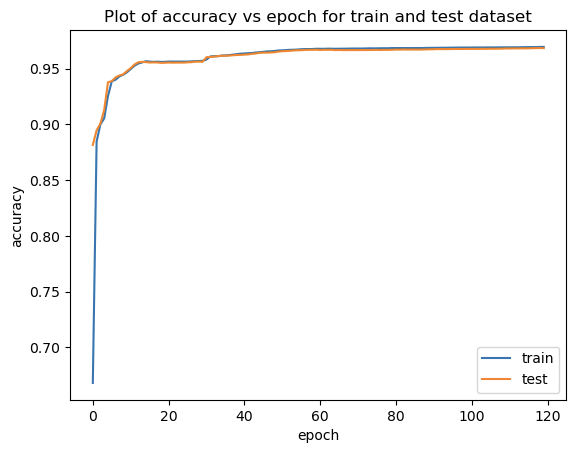 Plot of accuracy vs epoch for train and test dataset
accuracy
0.95
0.90
0.85
0.80
0.75
0.70
0 20 40 60 80 100 120
epoch
train
test